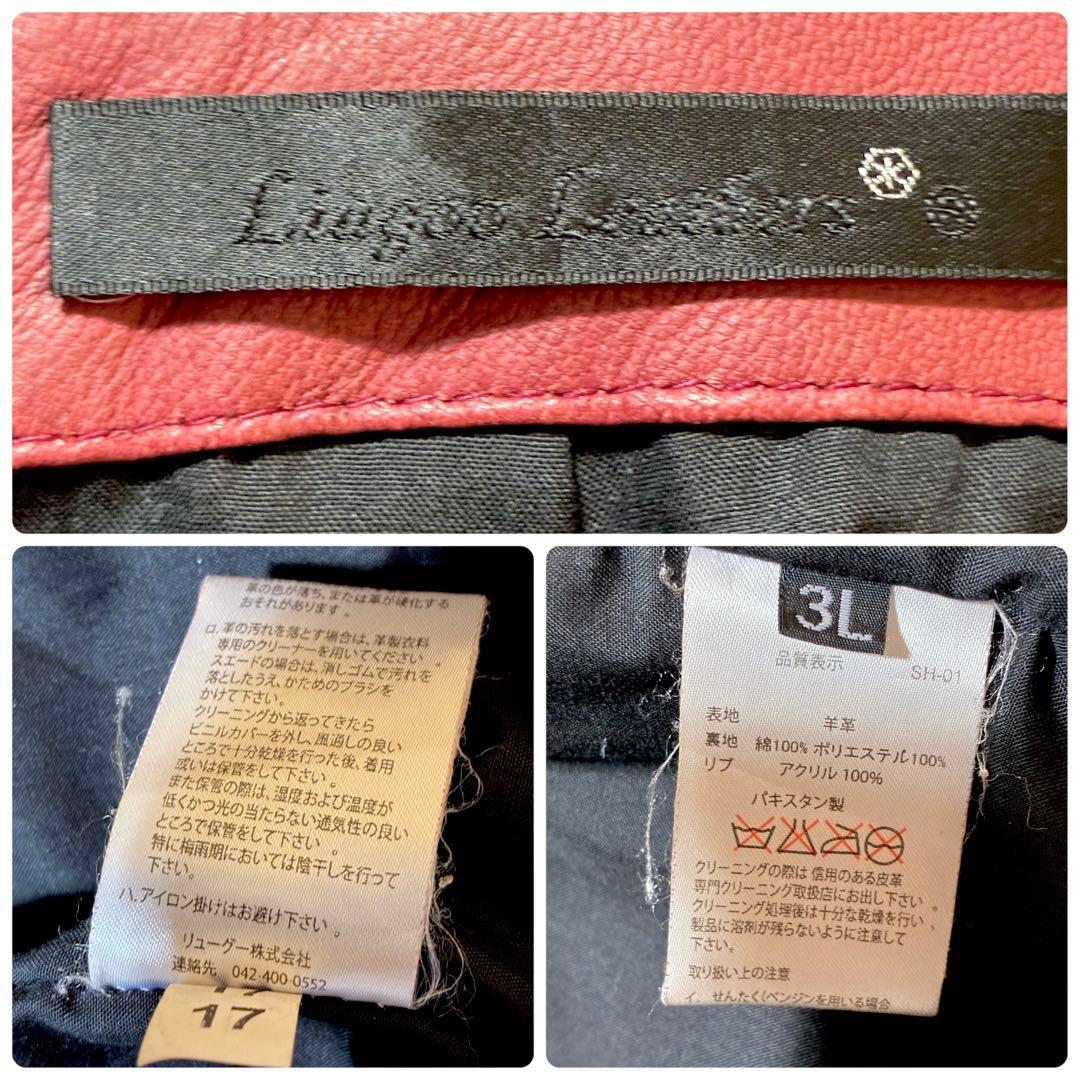 Liugoo Leathers
革の色が落ち、または革が硬化する
おそれがあります。
ロ. 革の汚れを落とす場合は、革製衣料
専用のクリーナーを用いてください。
スエードの場合は、消しゴムで汚れを
落としたうえ、かためのブラシを
かけて下さい。
クリーニングから返ってきたら
ビニルカバーを外し、風通しの良い
ところで十分乾燥を行った後、着用
或いは保管をして下さい。
また保管の際は、湿度および温度が
低くかつ光の当たらない通気性の良い
ところで保管をして下さい。
特に梅雨期においては陰干しを行って
下さい。
ハ. アイロン掛けはお避け下さい。
リューグー株式会社
連絡先 042-400-0552
17
17
3L
品質表示 SH-01
表地 羊革
裏地 綿100% ポリエステル100%
リブ アクリル 100%
パキスタン製
クリーニングの際は 信用のある皮革
専門クリーニング取扱店にお出し下さい。
クリーニング処理後は十分な乾燥を行い、
製品に溶剤が残らないように注意して
下さい。
取り扱い上の注意
イ. せんたく(ベンジンを用いる場合